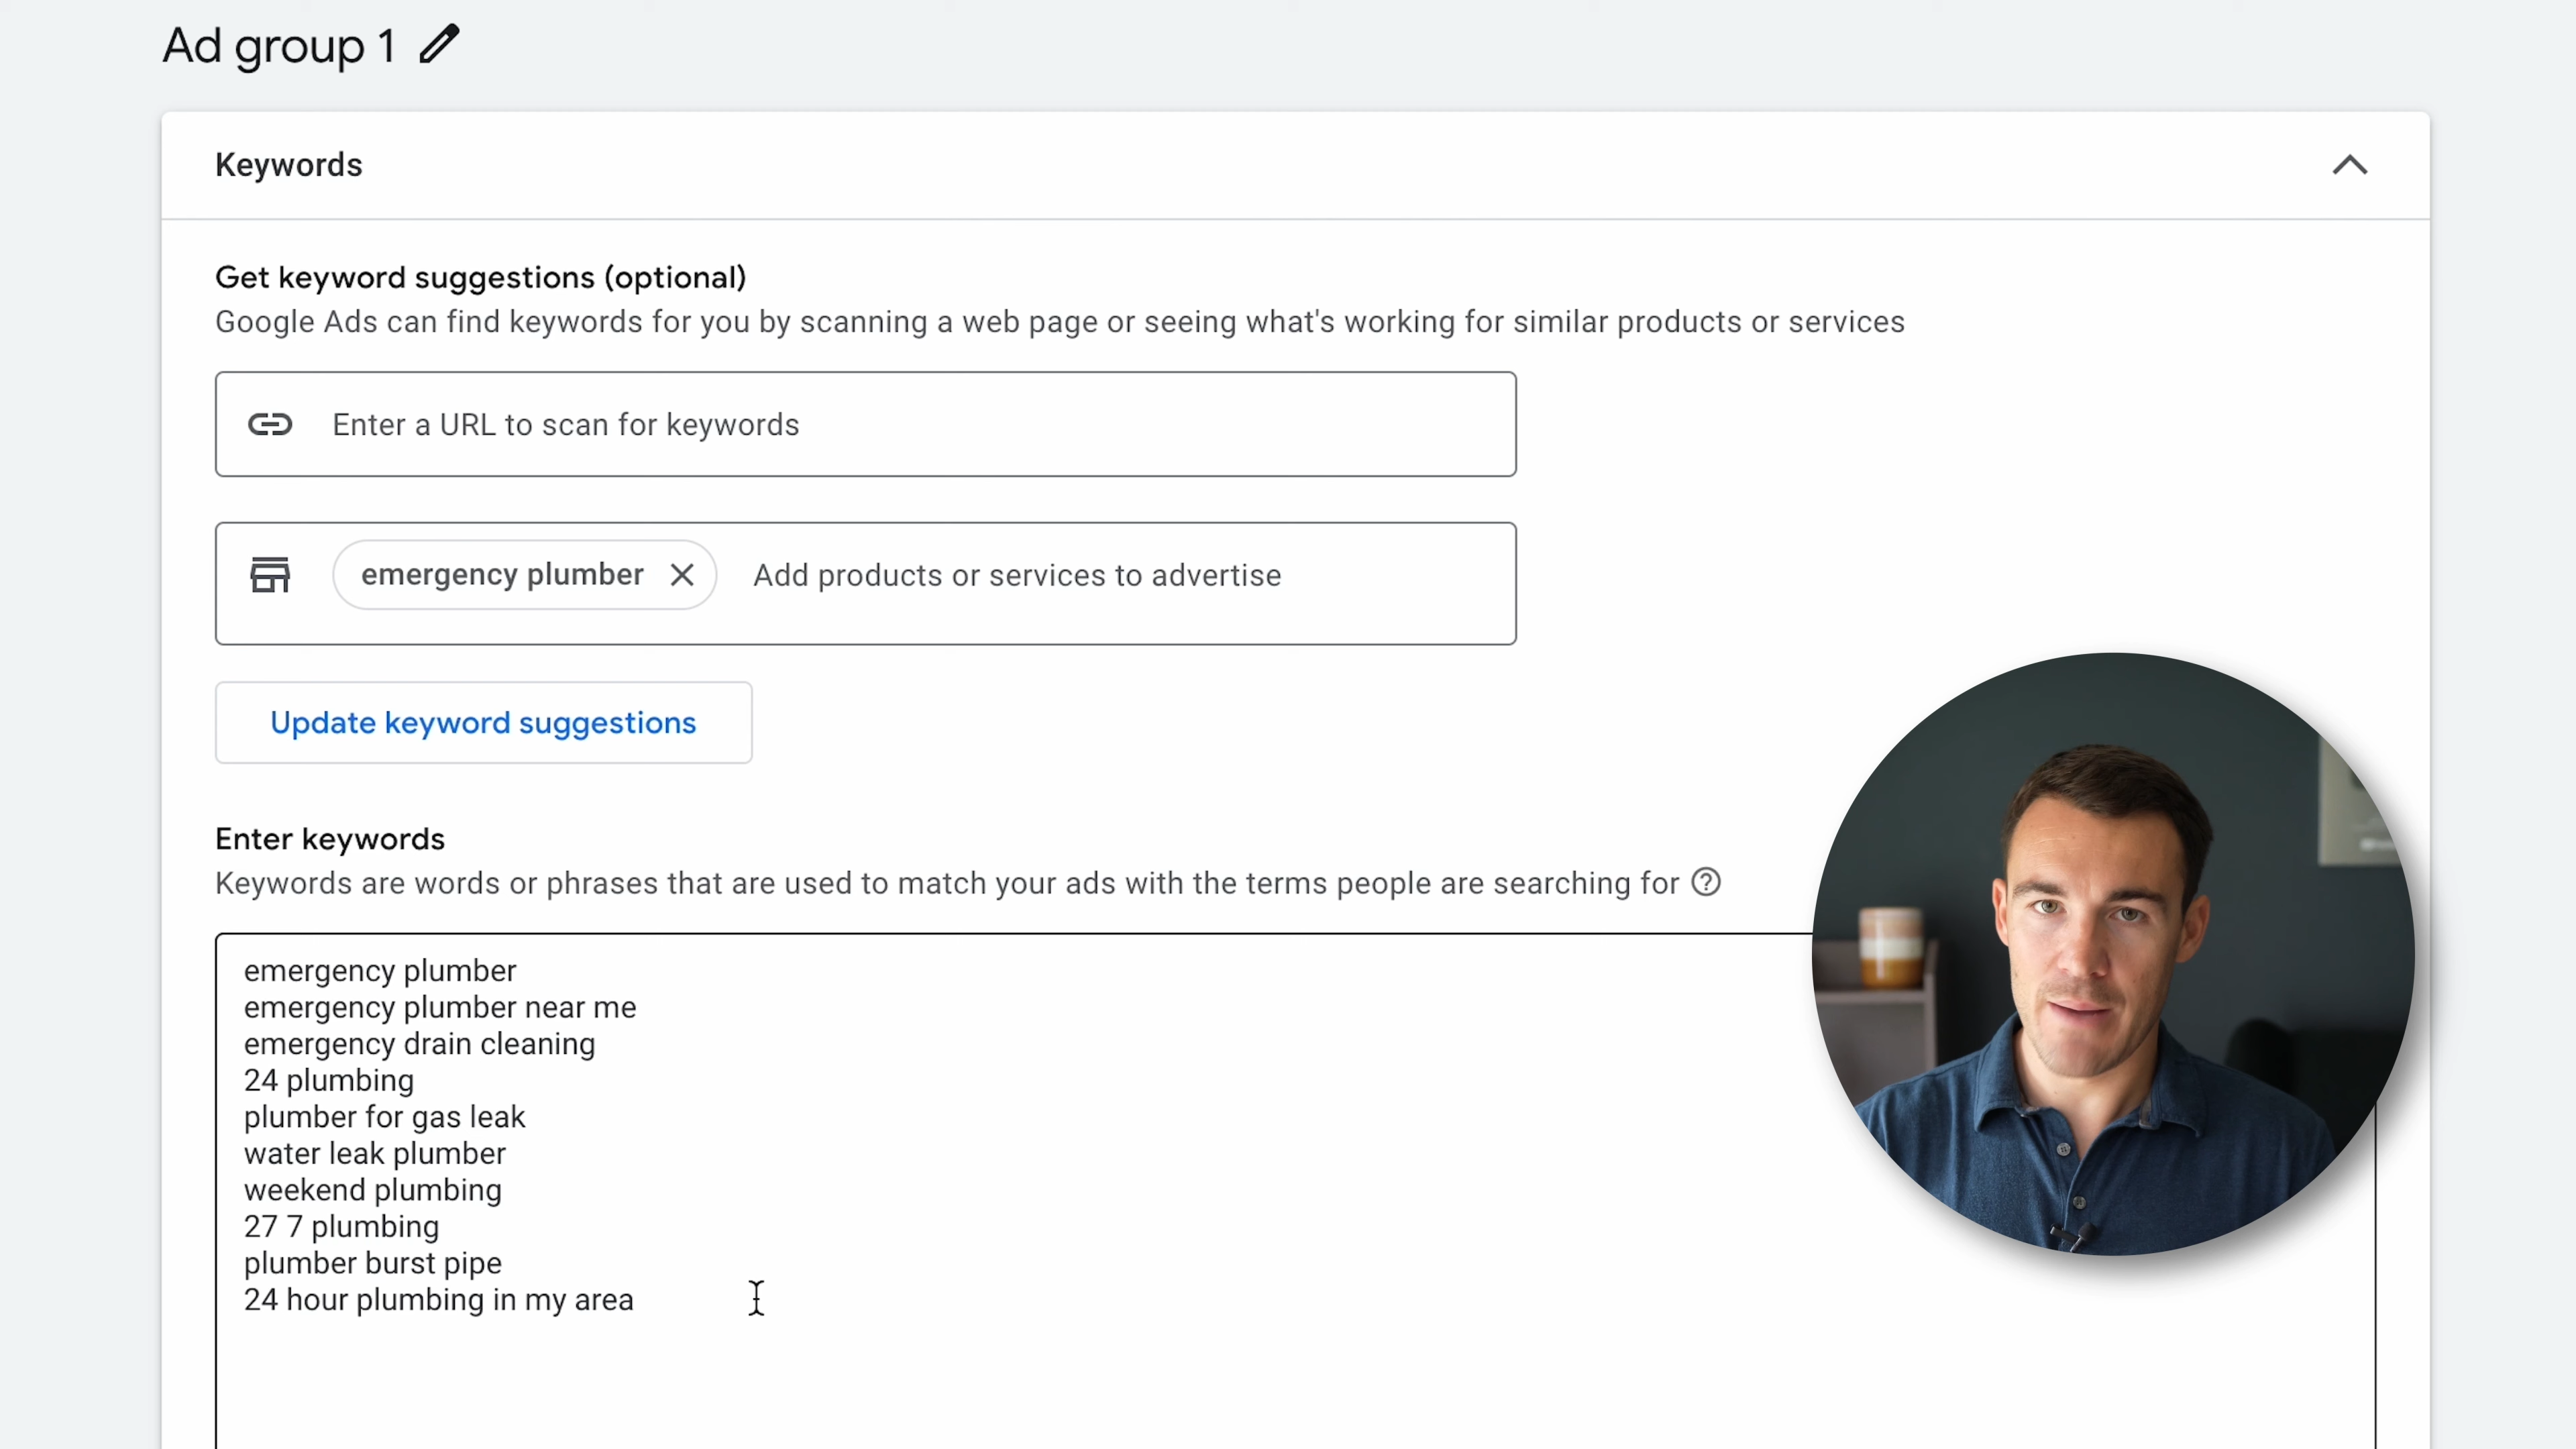 Ad group 1
Keywords
Get keyword suggestions (optional)
Google Ads can find keywords for you by scanning a web page or seeing what's working for similar products or services
Enter a URL to scan for keywords
emergency plumber Add products or services to advertise
Update keyword suggestions
Enter keywords
Keywords are words or phrases that are used to match your ads with the terms people are searching for
emergency plumber
emergency plumber near me
emergency drain cleaning
24 plumbing
plumber for gas leak
water leak plumber
weekend plumbing
27 7 plumbing
plumber burst pipe
24 hour plumbing in my area